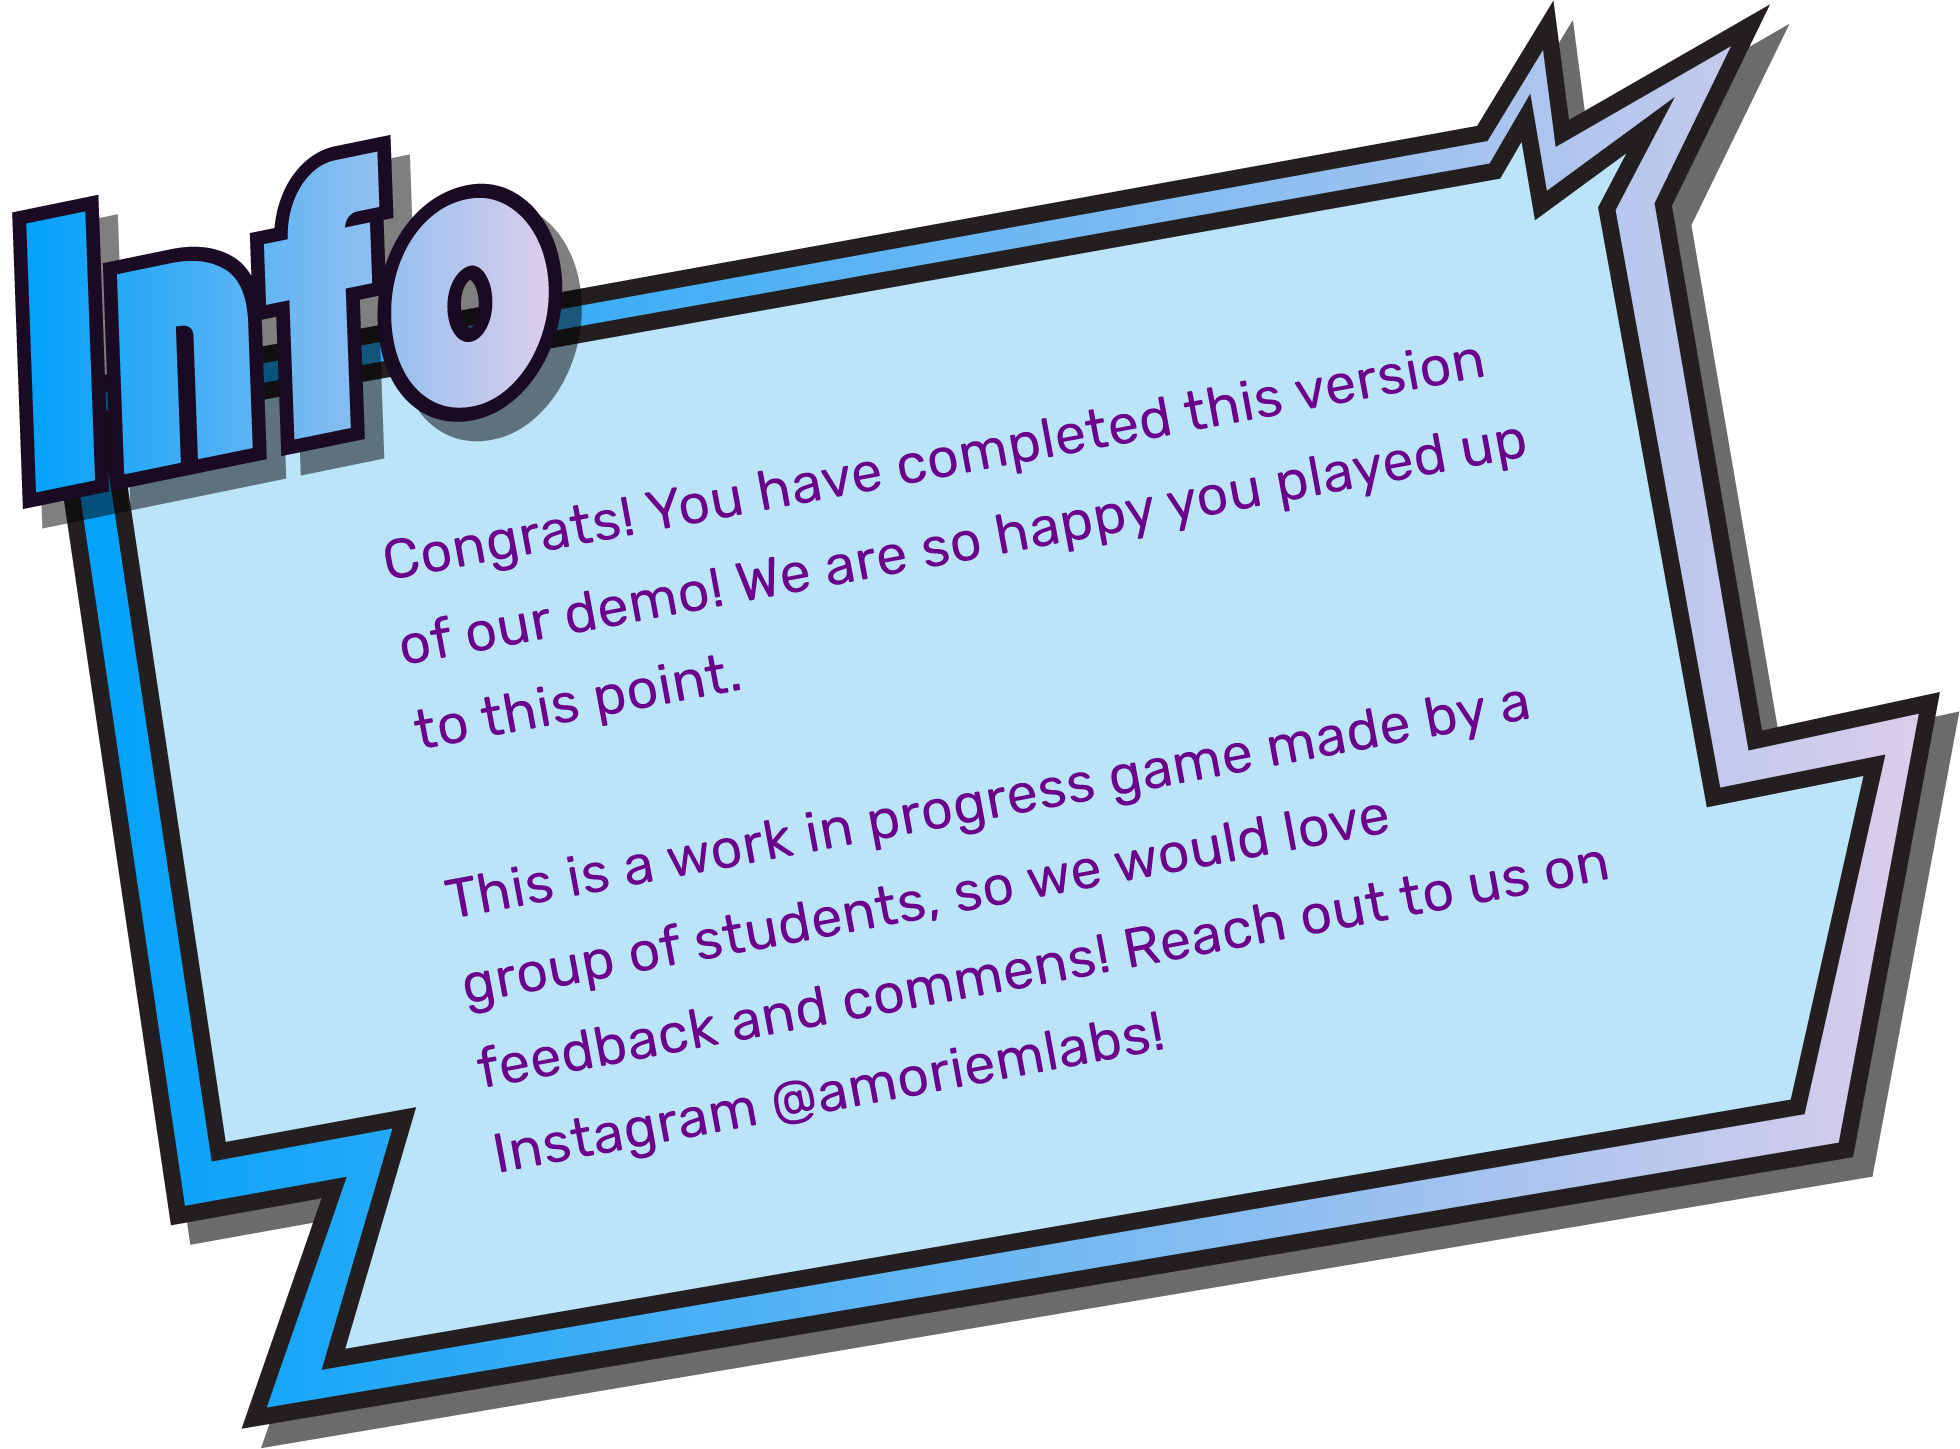 Info
Congrats! You have completed this version
of our demo! We are so happy you played up
to this point.
This is a work in progress game made by a
group of students, so we would love
feedback and commens! Reach out to us on
Instagram @amoriemlabs!